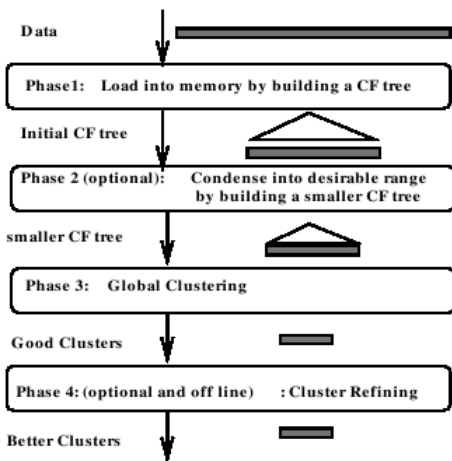 Data
Phase1: Load into memory by building a CF tree
Initial CF tree
Phase 2 (optional): Condense into desirable range
by building a smaller CF tree
smaller CF tree
Phase 3: Global Clustering
Good Clusters
Phase 4: (optional and off line) : Cluster Refining
Better Clusters